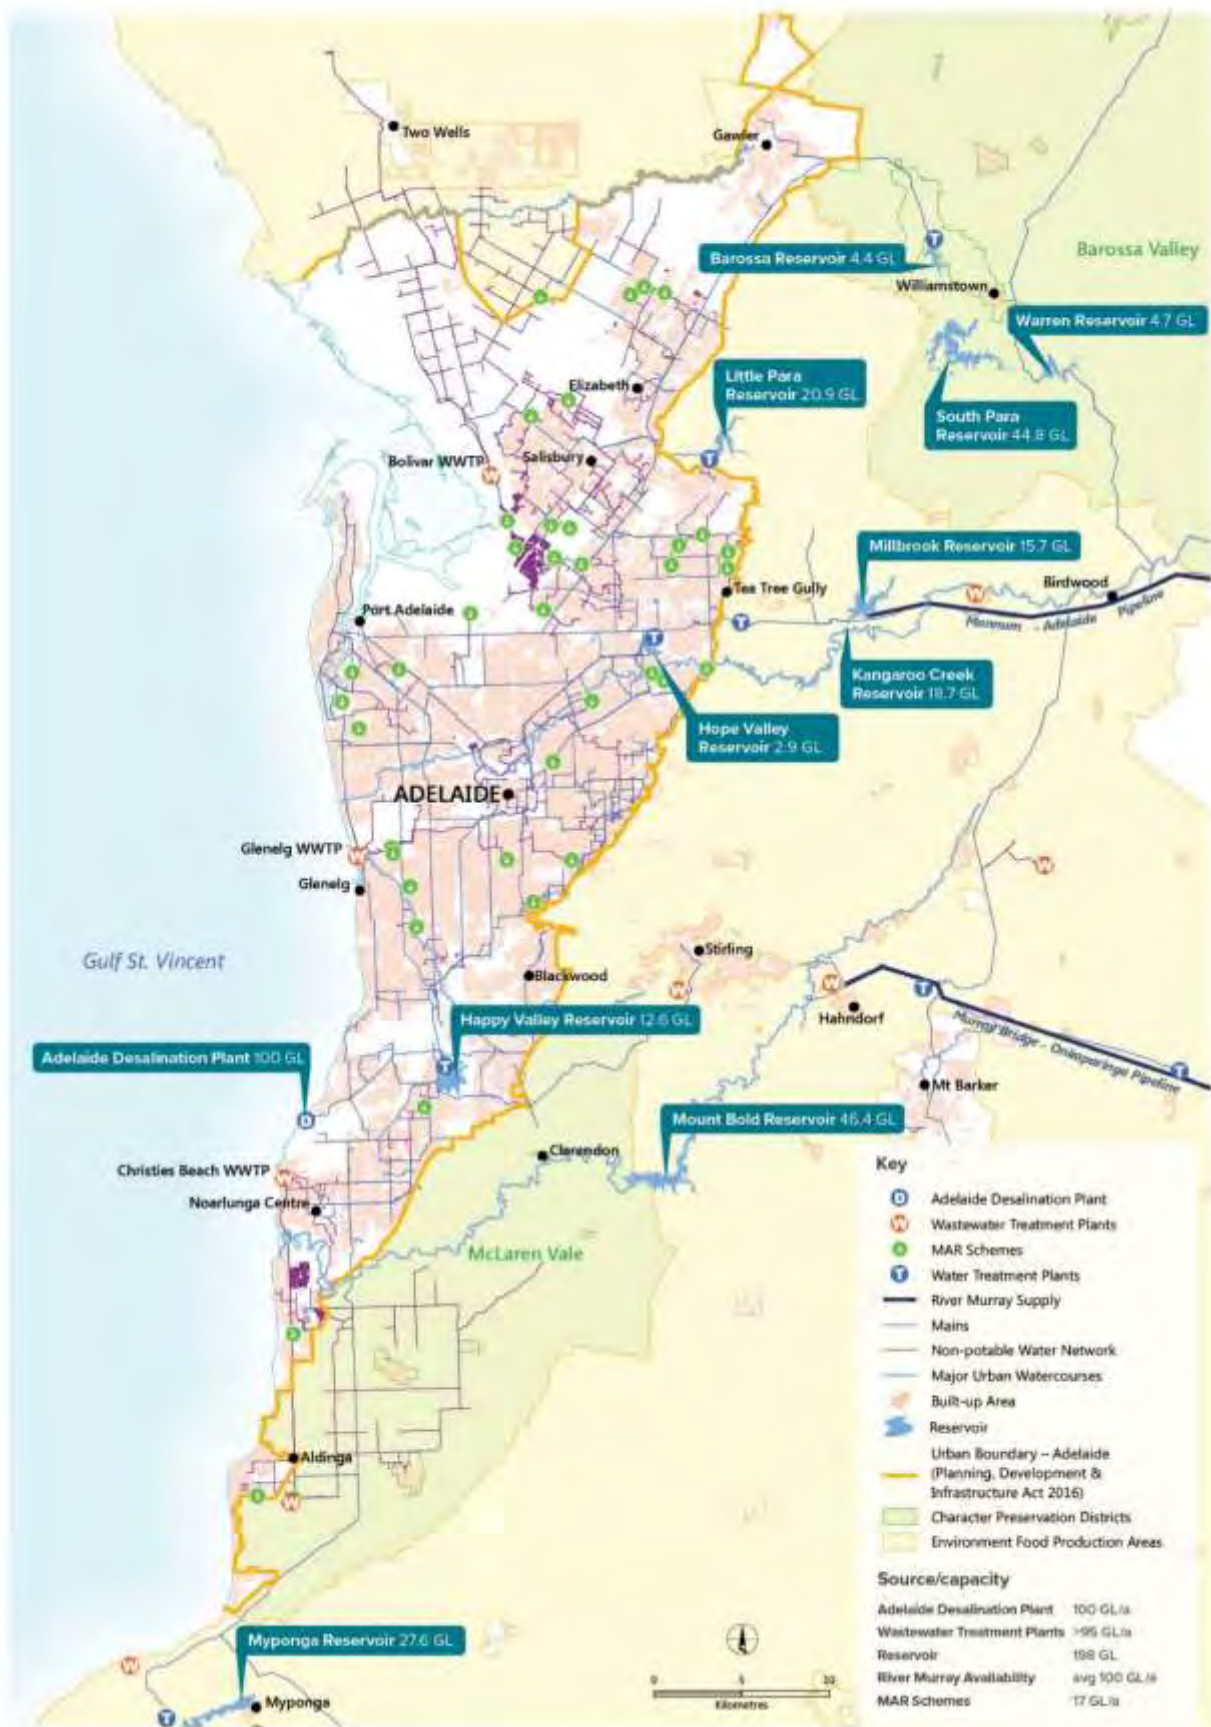 Two Wells
Gawler
Barossa Valley
Barossa Reservoir 4.4 GL
Williamstown
Warren Reservoir 4.7 GL
Little Para
Reservoir 20.9 GL
Elizabeth
South Para
Reservoir 44.8 GL
Bolivar WWTP
Salisbury
Millbrook Reservoir 15.7 GL
Birdwood
Tea Tree Gully
Mannum - Adelaide Pipeline
Port Adelaide
Kangaroo Creek
Reservoir 18.7 GL
Hope Valley
Reservoir 2.9 GL
ADELAIDE
Glenelg WWTP
Glenelg
Gulf St. Vincent
Stirling
Blackwood
Hahndorf
Happy Valley Reservoir 12.6 GL
Murray Bridge - Onkaparinga Pipeline
Adelaide Desalination Plant 100 GL
Mt Barker
Mount Bold Reservoir 46.4 GL
Clarendon
Christies Beach WWTP
Noarlunga Centre
McLaren Vale
Aldinga
Myponga Reservoir 27.6 GL
Myponga
Key
D Adelaide Desalination Plant
W Wastewater Treatment Plants
MAR Schemes
T Water Treatment Plants
River Murray Supply
Mains
Non-potable Water Network
Major Urban Watercourses
Built-up Area
Reservoir
Urban Boundary – Adelaide
(Planning, Development &
Infrastructure Act 2016)
Character Preservation Districts
Environment Food Production Areas
Source/capacity
Adelaide Desalination Plant 100 GL/a
Wastewater Treatment Plants >95 GL/a
Reservoir 198 GL
River Murray Availability avg 100 GL/a
MAR Schemes 17 GL/a
0 5 10
Kilometres